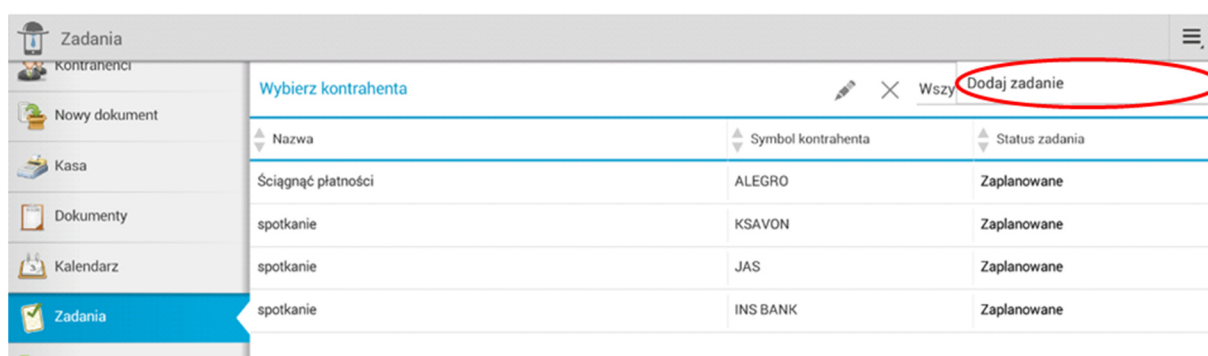 Zadania
Kontrahenci
Nowy dokument
Kasa
Dokumenty
Kalendarz
Zadania
Wybierz kontrahenta
Wszy
Dodaj zadanie
Nazwa Symbol kontrahenta Status zadania
Ściągnąć płatności ALEGRO Zaplanowane
spotkanie KSAVON Zaplanowane
spotkanie JAS Zaplanowane
spotkanie INS BANK Zaplanowane